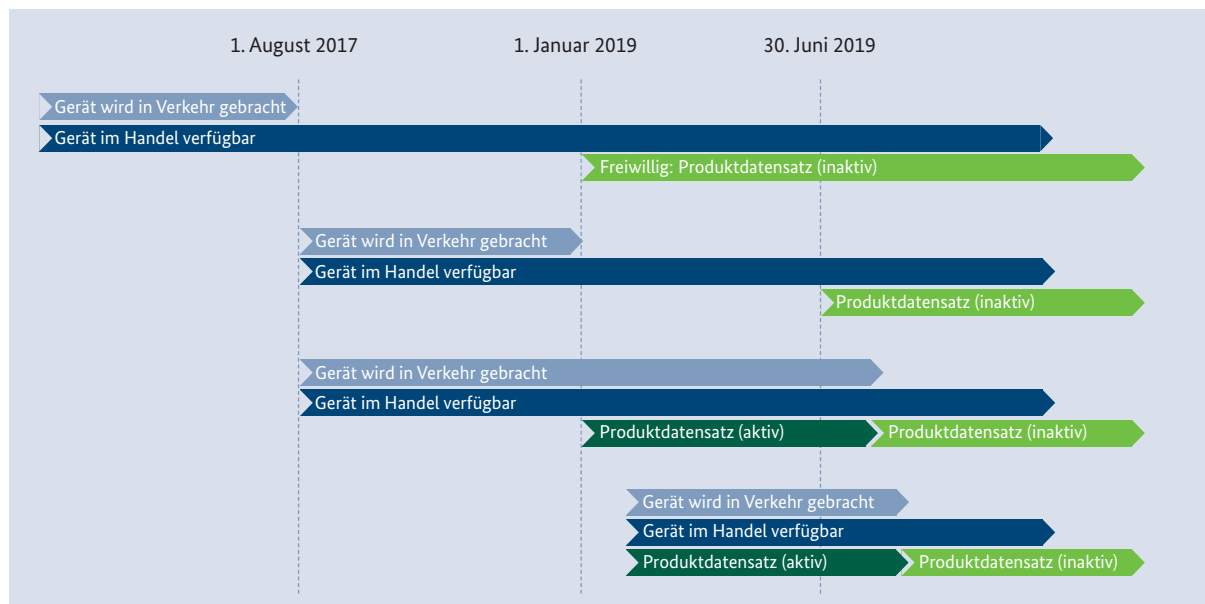 1. August 2017
1. Januar 2019
30. Juni 2019
Gerät wird in Verkehr gebracht
Gerät im Handel verfügbar
Freiwillig: Produktdatensatz (inaktiv)
Gerät wird in Verkehr gebracht
Gerät im Handel verfügbar
Produktdatensatz (inaktiv)
Gerät wird in Verkehr gebracht
Gerät im Handel verfügbar
Produktdatensatz (aktiv)
Produktdatensatz (inaktiv)
Gerät wird in Verkehr gebracht
Gerät im Handel verfügbar
Produktdatensatz (aktiv)
Produktdatensatz (inaktiv)